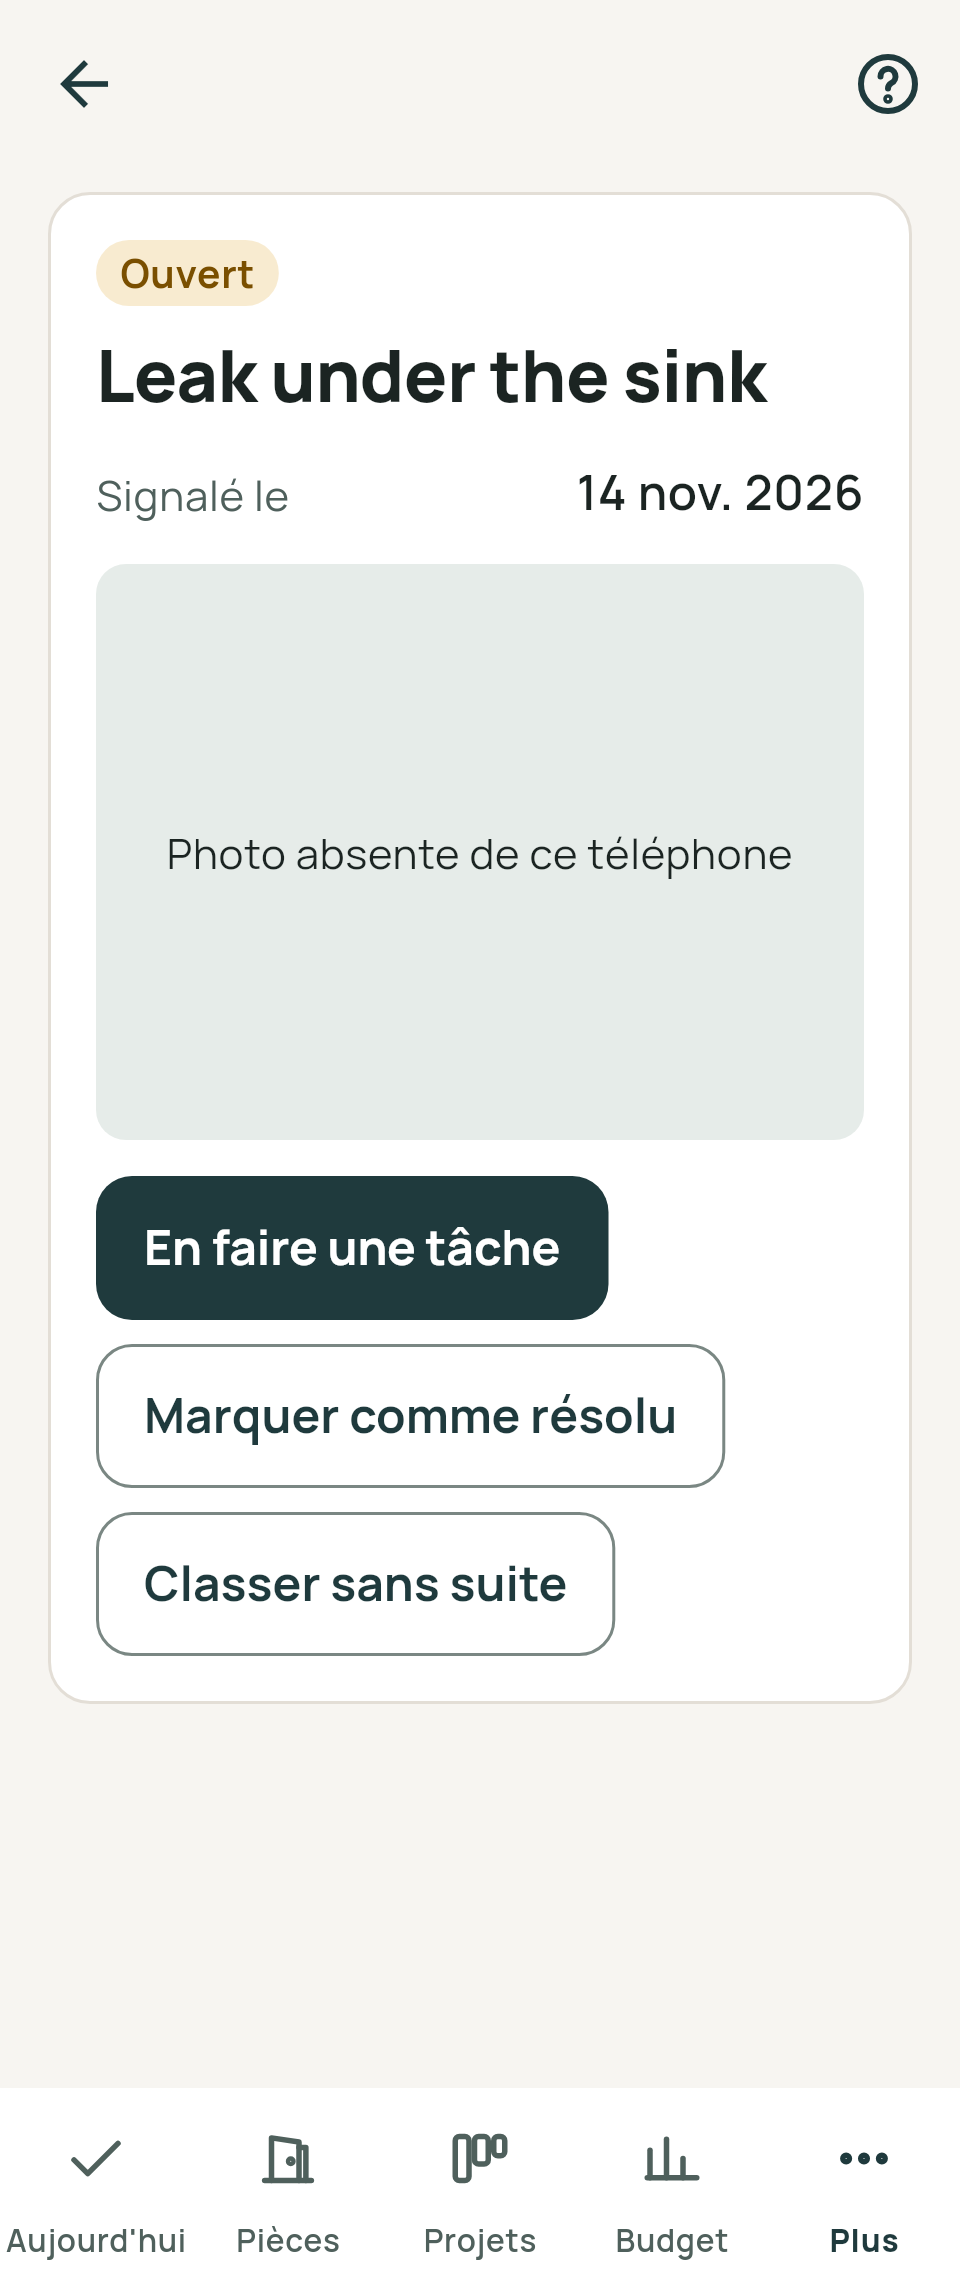 Ouvert
Leak under the sink
Signalé le 14 nov. 2026
Photo absente de ce téléphone
En faire une tâche
Marquer comme résolu
Classer sans suite
Aujourd'hui Pièces Projets Budget Plus